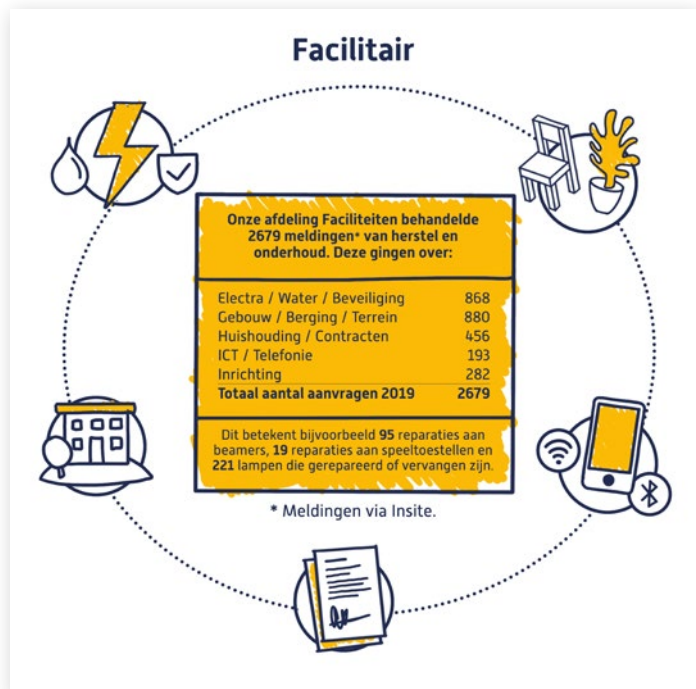 Facilitair
Onze afdeling Faciliteiten behandelde
2679 meldingen* van herstel en
onderhoud. Deze gingen over:
Electra / Water / Beveiliging 868
Gebouw / Berging / Terrein 880
Huishouding / Contracten 456
ICT / Telefonie 193
Inrichting 282
Totaal aantal aanvragen 2019 2679
Dit betekent bijvoorbeeld 95 reparaties aan
beamers, 19 reparaties aan speeltoestellen en
221 lampen die gerepareerd of vervangen zijn.
* Meldingen via Insite.